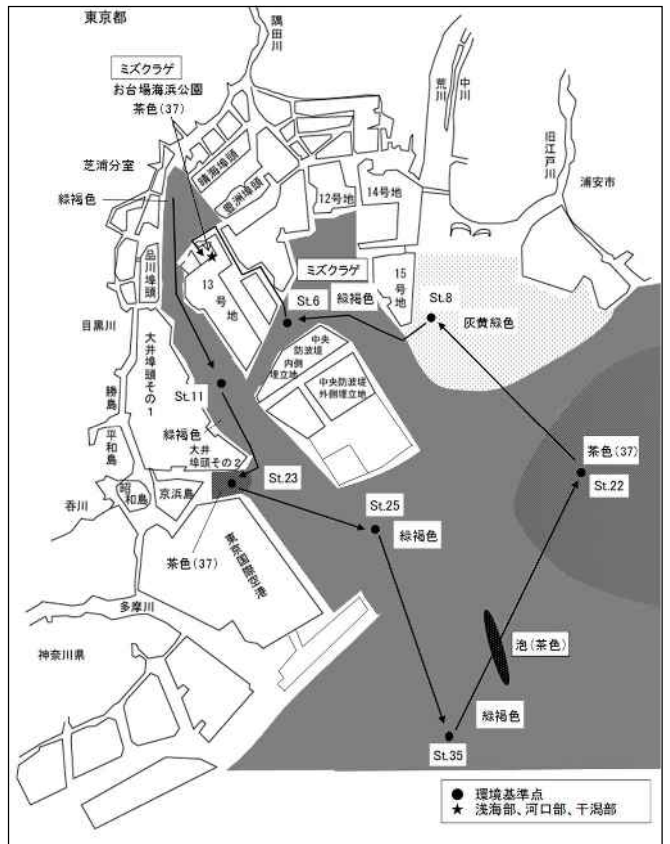 東京都
隅田川
ミズクラゲ
お台場海浜公園
茶色(37)
荒川
中川
旧江戸川
浦安市
芝浦分室
緑褐色
晴海埠頭
豊洲埠頭
12号地
14号地
15号地
品川埠頭
13号地
ミズクラゲ
St.6
緑褐色
St.8
灰黄緑色
目黒川
大井埠頭その1
中央防波堤内側埋立地
中央防波堤外側埋立地
St.11
勝島
緑褐色
大井埠頭その2
平和島
昭和島
京浜島
St.23
茶色(37)
St.22
呑川
St.25
緑褐色
茶色(37)
東京国際空港
多摩川
神奈川県
泡(茶色)
緑褐色
St.35
環境基準点
浅海部、河口部、干潟部